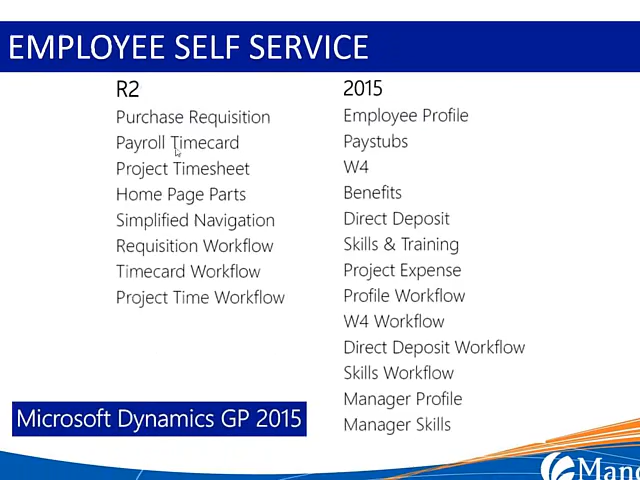 EMPLOYEE SELF SERVICE
R2
Purchase Requisition
Payroll Timecard
Project Timesheet
Home Page Parts
Simplified Navigation
Requisition Workflow
Timecard Workflow
Project Time Workflow
2015
Employee Profile
Paystubs
W4
Benefits
Direct Deposit
Skills & Training
Project Expense
Profile Workflow
W4 Workflow
Direct Deposit Workflow
Skills Workflow
Manager Profile
Manager Skills
Microsoft Dynamics GP 2015